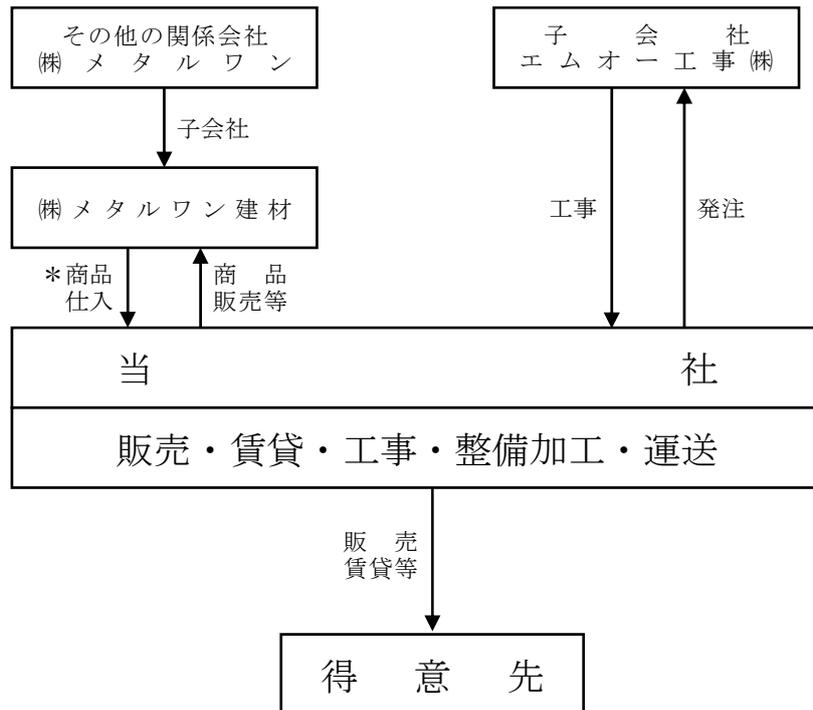 その他の関係会社
㈱メタルワン
子会社
エムオー工事㈱
子会社
㈱メタルワン建材
工事
発注
＊商品
仕入
商品
販売等
当社
販売・賃貸・工事・整備加工・運送
販売
賃貸等
得意先